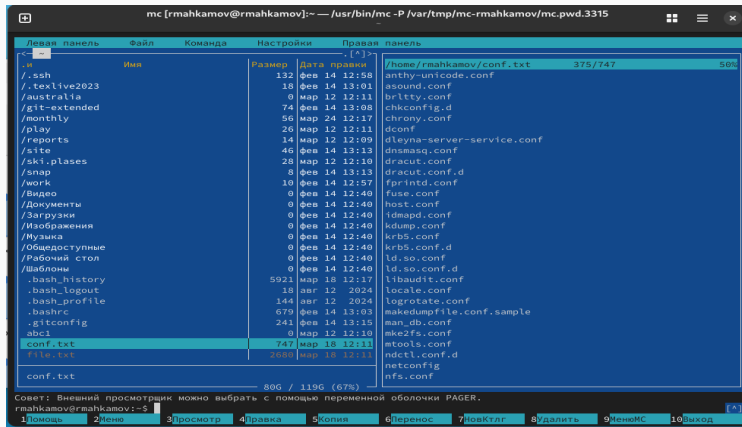 mc [rmahkamov@rmahkamov]:~ — /usr/bin/mc -P /var/tmp/mc-rmahkamov/mc.pwd.3315
~
Левая панель Файл Команда Настройки Правая панель
<- ~ .[^]>
.и Имя Размер Дата правки
/.ssh 132 фев 14 12:58
/.texlive2023 18 фев 14 13:01
/australia 0 мар 12 12:11
/git-extended 74 фев 14 13:08
/monthly 56 мар 24 12:17
/play 26 мар 12 12:11
/reports 14 мар 12 12:09
/site 46 фев 14 13:13
/ski.plases 28 мар 12 12:10
/snap 8 фев 14 13:13
/work 10 фев 14 12:57
/Видео 0 фев 14 12:40
/Документы 0 фев 14 12:40
/Загрузки 0 фев 14 12:40
/Изображения 0 фев 14 12:40
/Музыка 0 фев 14 12:40
/Общедоступные 0 фев 14 12:40
/Рабочий стол 0 фев 14 12:40
/Шаблоны 0 фев 14 12:40
.bash_history 5921 мар 18 12:17
.bash_logout 18 авг 12 2024
.bash_profile 144 авг 12 2024
.bashrc 679 фев 14 13:03
.gitconfig 241 фев 14 13:15
abc1 0 мар 12 12:10
conf.txt 747 мар 18 12:11
file.txt 2680 мар 18 12:11
conf.txt
80G / 119G (67%)
/home/rmahkamov/conf.txt 375/747 50%
anthy-unicode.conf
asound.conf
brltty.conf
chkconfig.d
chrony.conf
dconf
dleyna-server-service.conf
dnsmasq.conf
dracut.conf
dracut.conf.d
fprintd.conf
fuse.conf
host.conf
idmapd.conf
kdump.conf
krb5.conf
krb5.conf.d
ld.so.conf
ld.so.conf.d
libaudit.conf
locale.conf
logrotate.conf
makedumpfile.conf.sample
man_db.conf
mke2fs.conf
mtools.conf
ndctl.conf.d
netconfig
nfs.conf
Совет: Внешний просмотрщик можно выбрать с помощью переменной оболочки PAGER.
rmahkamov@rmahkamov:~$ [^]
1Помощь 2Меню 3Просмотр 4Правка 5Копия 6Перенос 7НовКтлг 8Удалить 9МенюMC 10Выход